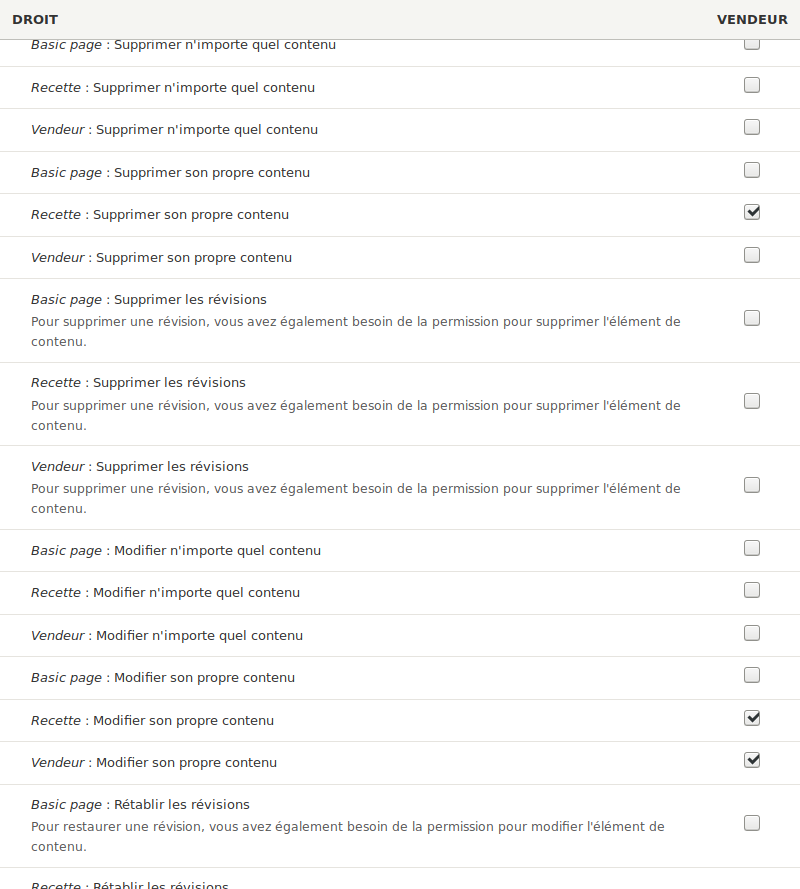 DROIT VENDEUR
Basic page : Supprimer n'importe quel contenu
Recette : Supprimer n'importe quel contenu
Vendeur : Supprimer n'importe quel contenu
Basic page : Supprimer son propre contenu
Recette : Supprimer son propre contenu
Vendeur : Supprimer son propre contenu
Basic page : Supprimer les révisions
Pour supprimer une révision, vous avez également besoin de la permission pour supprimer l'élément de
contenu.
Recette : Supprimer les révisions
Pour supprimer une révision, vous avez également besoin de la permission pour supprimer l'élément de
contenu.
Vendeur : Supprimer les révisions
Pour supprimer une révision, vous avez également besoin de la permission pour supprimer l'élément de
contenu.
Basic page : Modifier n'importe quel contenu
Recette : Modifier n'importe quel contenu
Vendeur : Modifier n'importe quel contenu
Basic page : Modifier son propre contenu
Recette : Modifier son propre contenu
Vendeur : Modifier son propre contenu
Basic page : Rétablir les révisions
Pour restaurer une révision, vous avez également besoin de la permission pour modifier l'élément de
contenu.
Recette : Rétablir les révisions